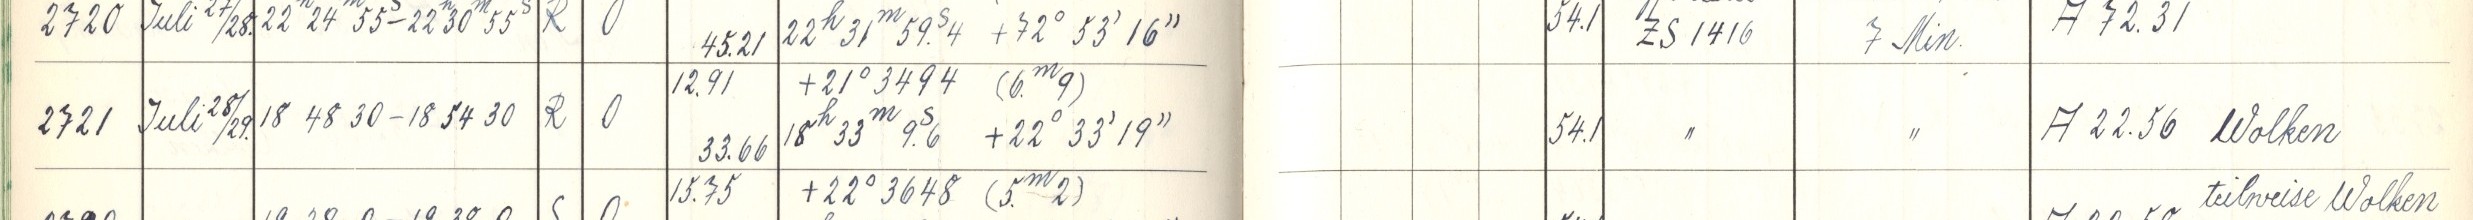 2720 Juli 27/28. 22h 24m 55s – 22h 30m 55s R O 45.21 22h 31m 59.s4 +72° 53' 16" 54.1 ZS 1416 7 Min. A 72.31
12.91 +21° 3494 (6.m9)
2721 Juli 28/29. 18 48 30 – 18 54 30 R O 33.66 18h 33m 9.s6 +22° 33' 19" 54.1 " " A 22.56 Wolken
15.75 +22° 3648 (5.m2)
teilweise Wolken